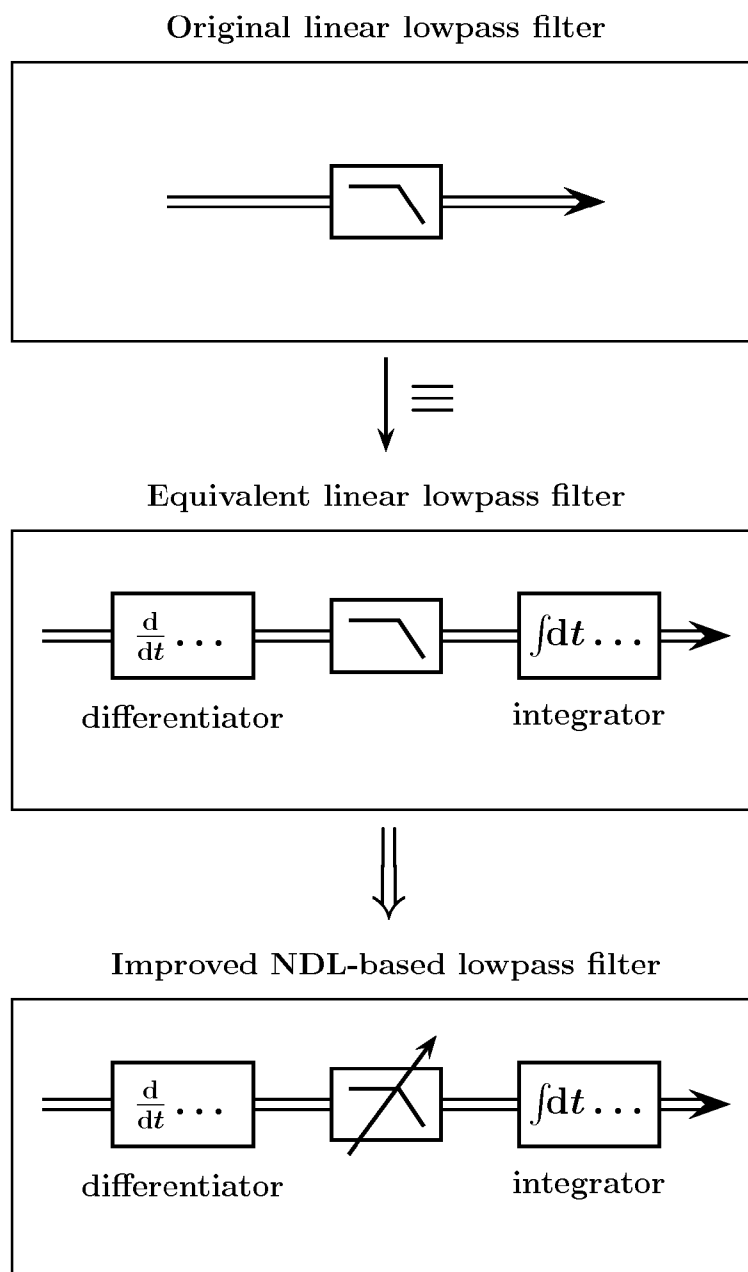 Original linear lowpass filter
≡
Equivalent linear lowpass filter
d/dt ... ∫dt ...
differentiator integrator
Improved NDL-based lowpass filter
d/dt ... ∫dt ...
differentiator integrator